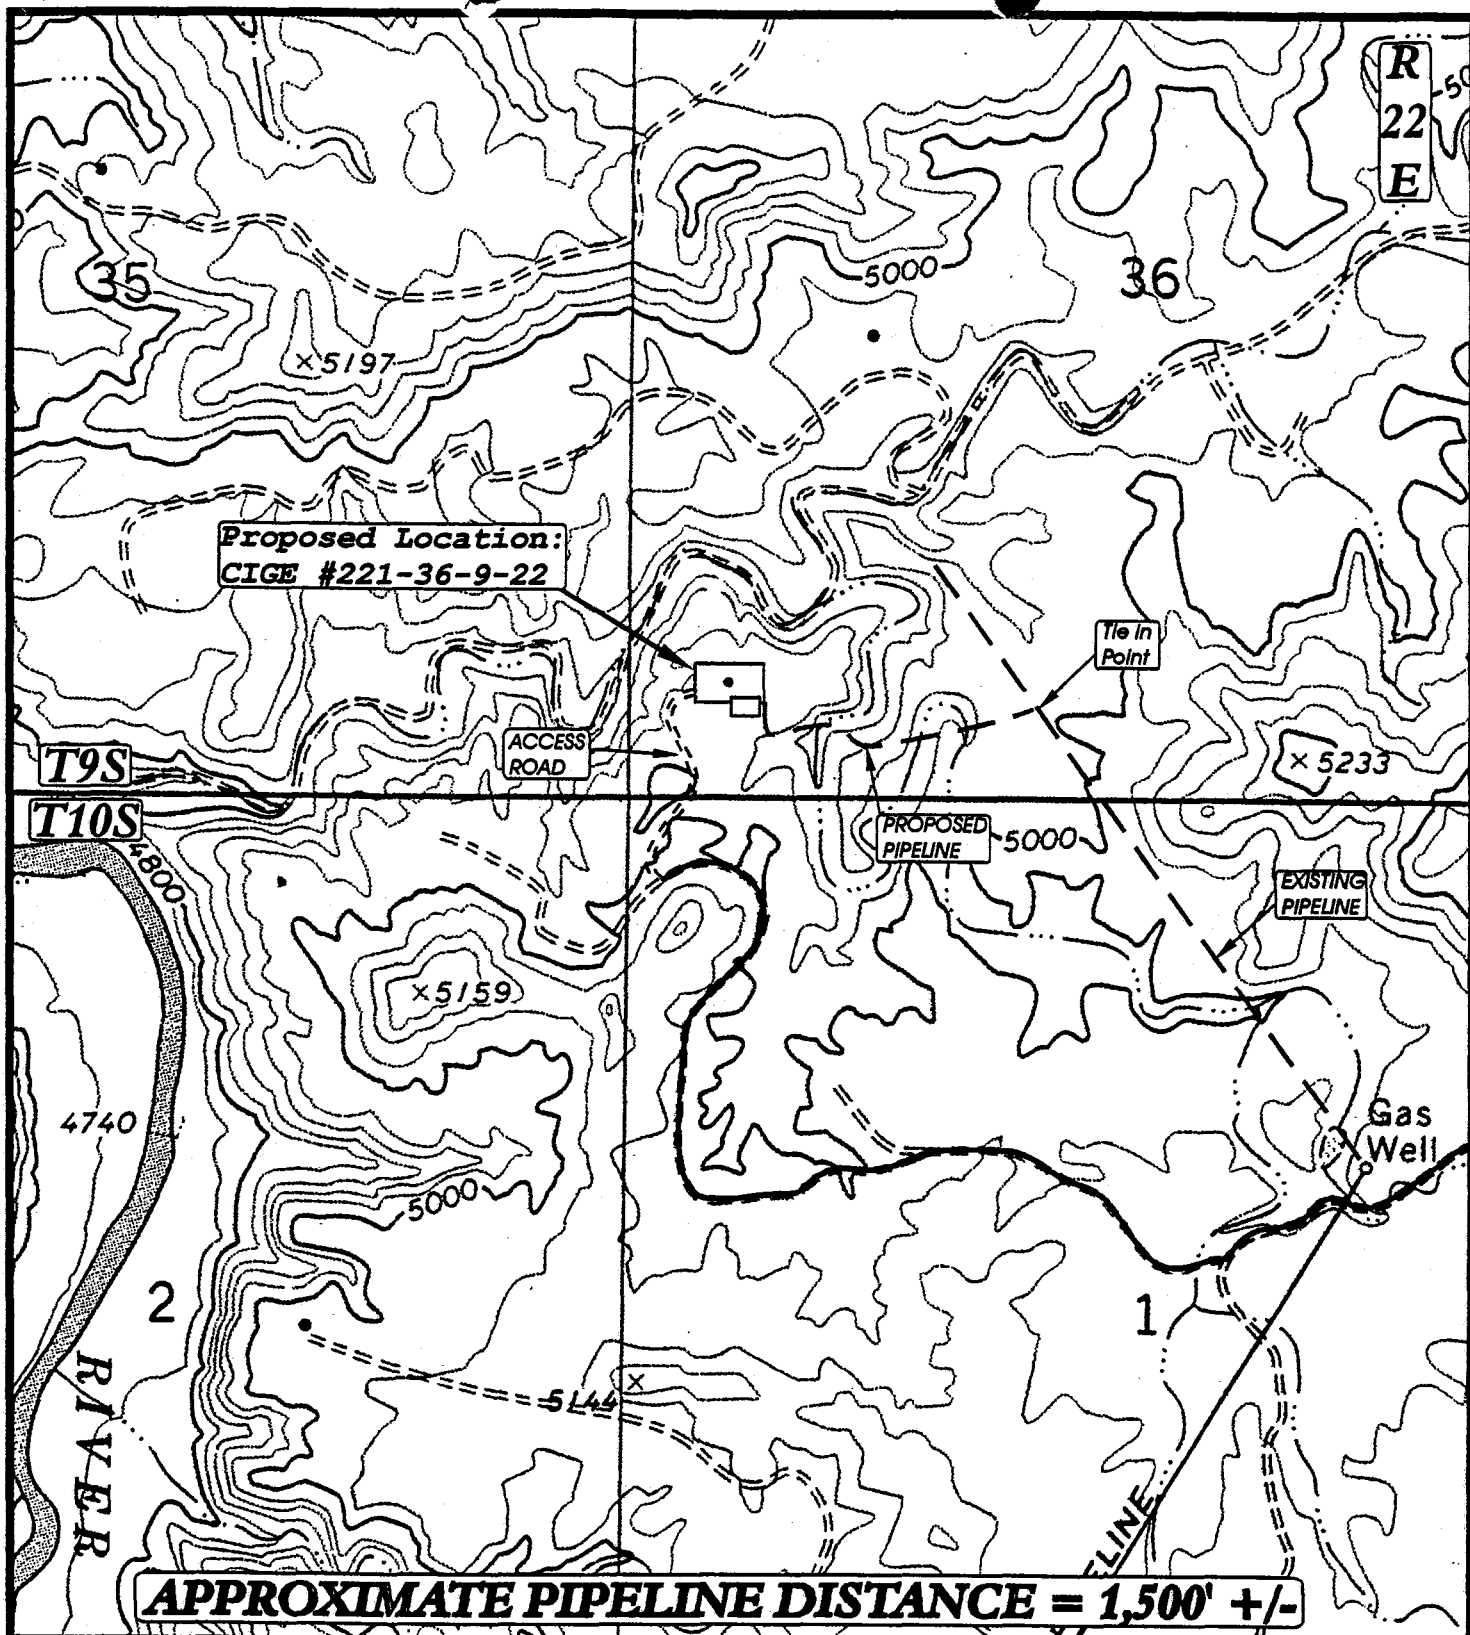 R
22
E
35
36
5000
×5197
Proposed Location:
CIGE #221-36-9-22
Tie in
Point
ACCESS
ROAD
T9S
×5233
T10S
4800
PROPOSED
PIPELINE
5000
EXISTING
PIPELINE
×5159
4740
Gas
Well
5000
2
1
RIVER
5144 ×
ELINE
APPROXIMATE PIPELINE DISTANCE = 1,500' +/-